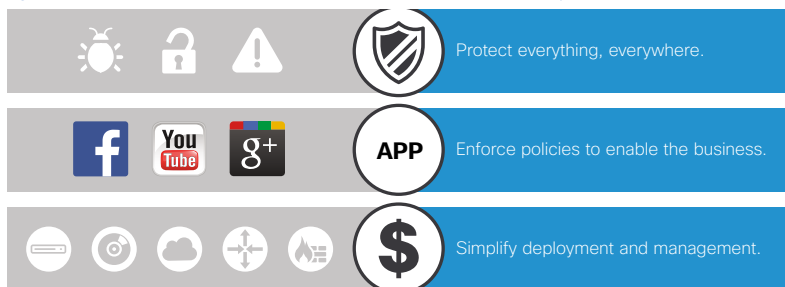 Protect everything, everywhere.
f
You
Tube
g+
APP
Enforce policies to enable the business.
$
Simplify deployment and management.